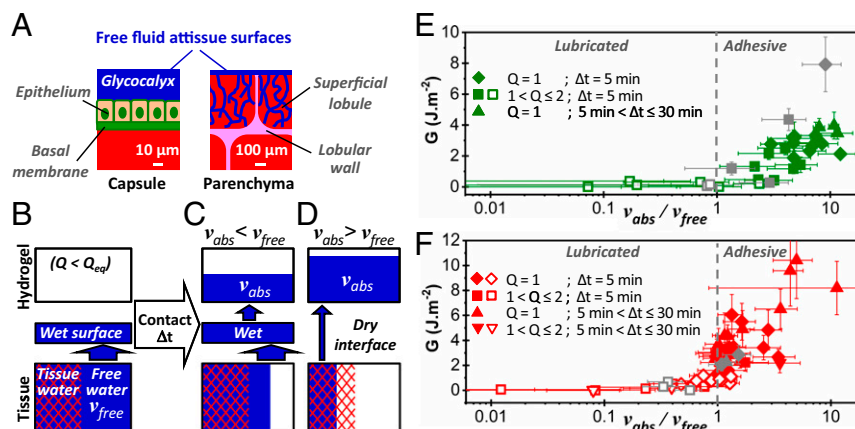 A
Free fluid attissue surfaces
Glycocalyx
Epithelium
Basal membrane
10 µm
Capsule
Superficial lobule
Lobular wall
100 µm
Parenchyma
B
Hydrogel
(Q < Qeq)
Wet surface
Tissue
Tissue water
Free water
vfree
Contact Δt
C
vabs < vfree
vabs
Wet
D
vabs > vfree
vabs
Dry interface
E
G (J.m-2)
10
8
6
4
2
0
Lubricated
Adhesive
Q = 1 ; Δt = 5 min
1 < Q ≤ 2 ; Δt = 5 min
Q = 1 ; 5 min < Δt ≤ 30 min
0.01 0.1 1 10
vabs / vfree
F
G (J.m-2)
12
10
8
6
4
2
0
Lubricated
Adhesive
Q = 1 ; Δt = 5 min
1 < Q ≤ 2 ; Δt = 5 min
Q = 1 ; 5 min < Δt ≤ 30 min
1 < Q ≤ 2 ; 5 min < Δt ≤ 30 min
0.01 0.1 1 10
vabs / vfree